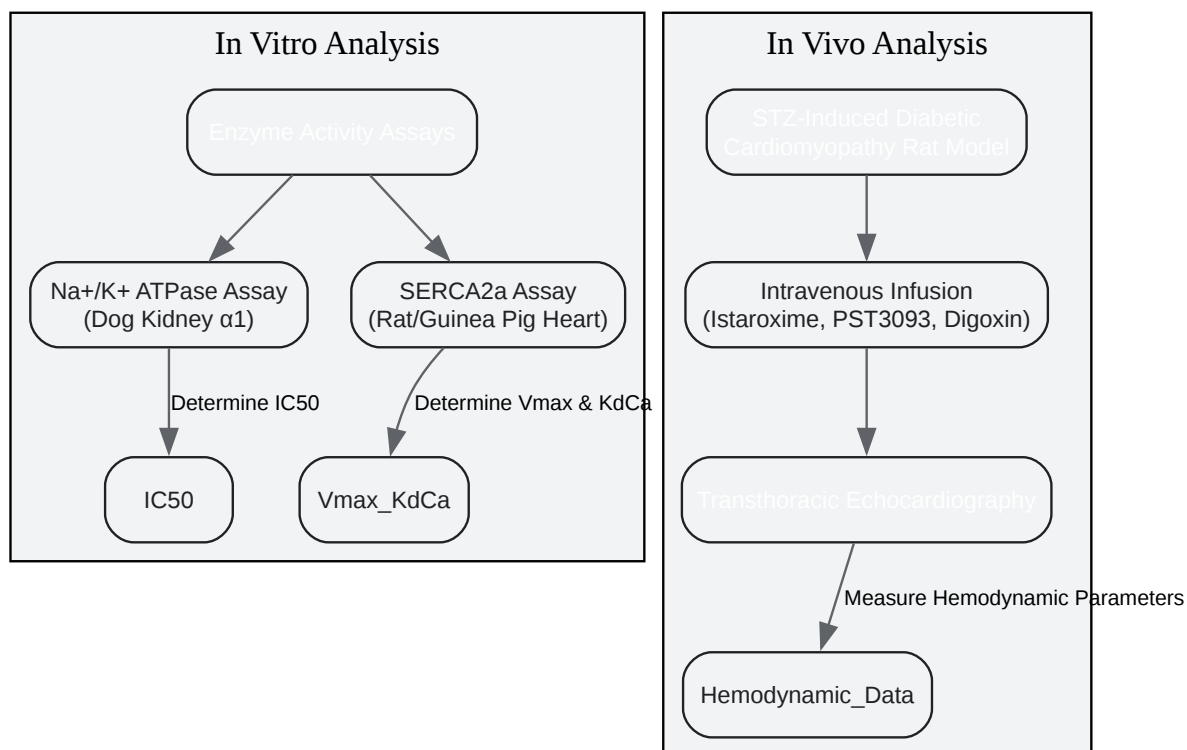 In Vitro Analysis
Enzyme Activity Assays
Na+/K+ ATPase Assay
(Dog Kidney α1)
SERCA2a Assay
(Rat/Guinea Pig Heart)
Determine IC50
Determine Vmax & KdCa
IC50
Vmax_KdCa
In Vivo Analysis
STZ-Induced Diabetic
Cardiomyopathy Rat Model
Intravenous Infusion
(Istaroxime, PST3093, Digoxin)
Transthoracic Echocardiography
Measure Hemodynamic Parameters
Hemodynamic_Data